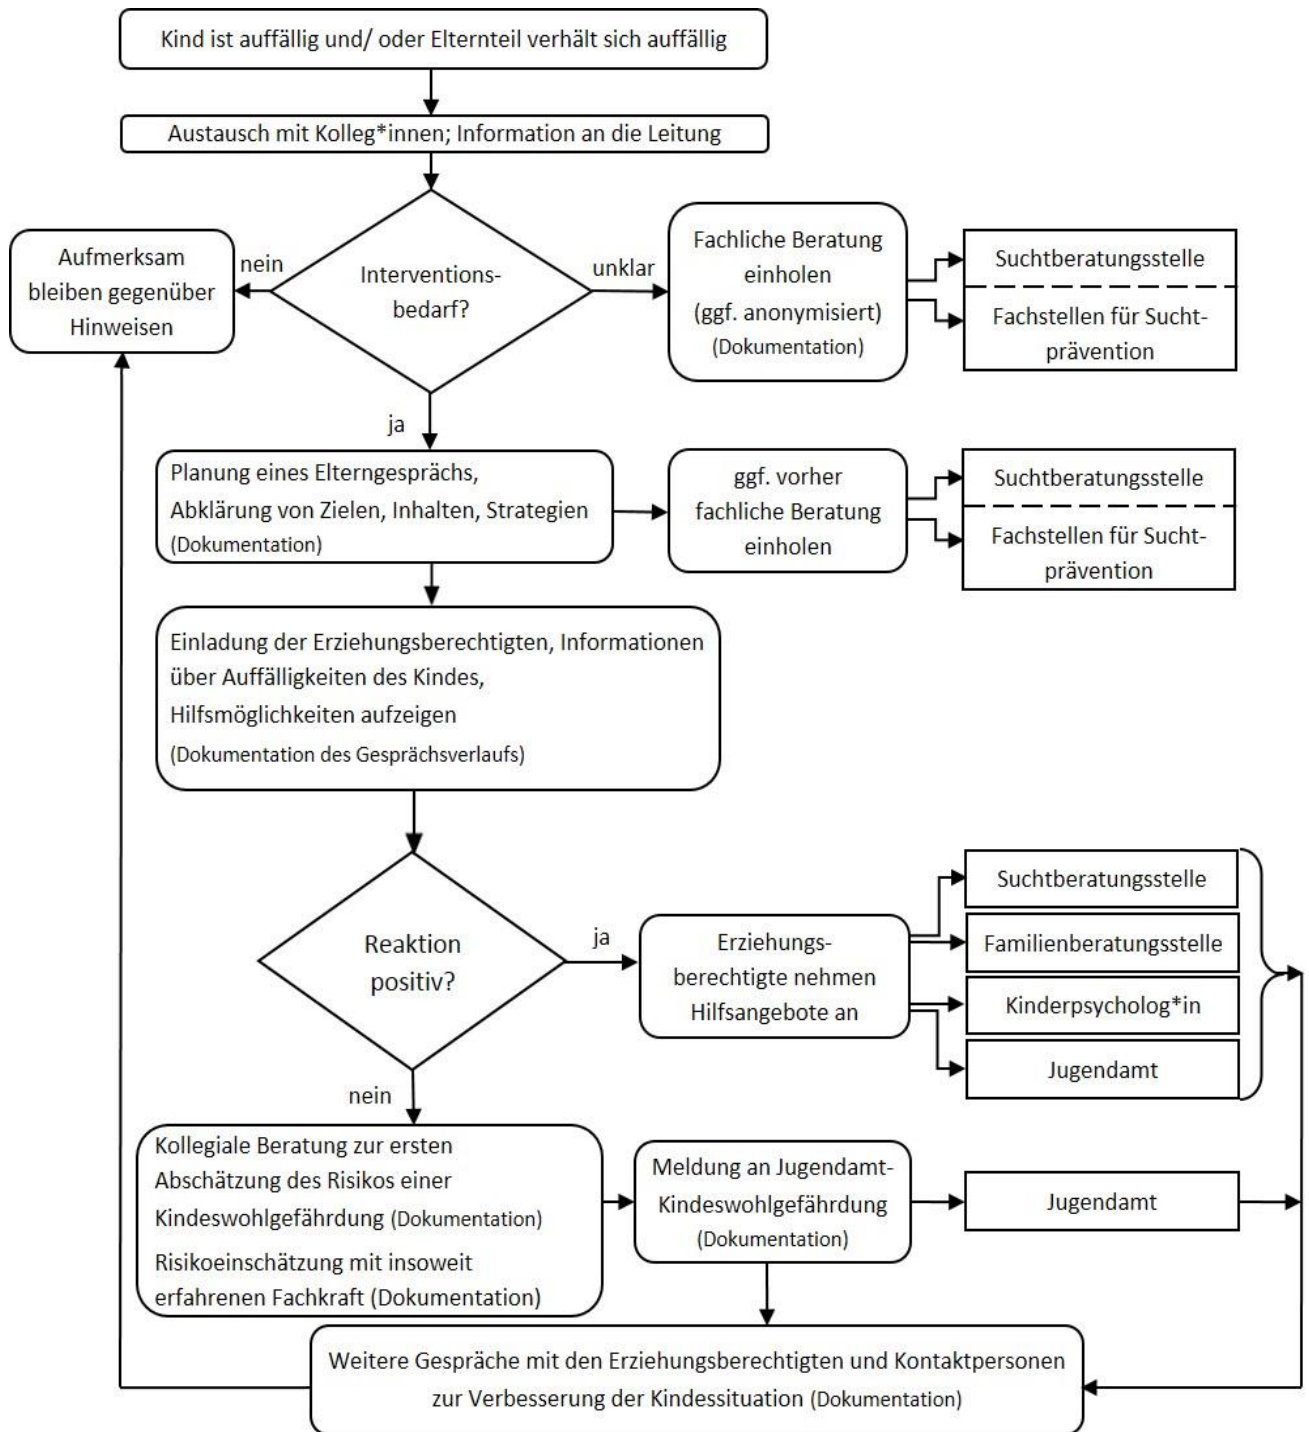 Kind ist auffällig und/ oder Elternteil verhält sich auffällig
Austausch mit Kolleg*innen; Information an die Leitung
Interventions-
bedarf?
nein
Aufmerksam
bleiben gegenüber
Hinweisen
unklar
Fachliche Beratung
einholen
(ggf. anonymisiert)
(Dokumentation)
Suchtberatungsstelle
Fachstellen für Sucht-
prävention
ja
Planung eines Elterngesprächs,
Abklärung von Zielen, Inhalten, Strategien
(Dokumentation)
ggf. vorher
fachliche Beratung
einholen
Suchtberatungsstelle
Fachstellen für Sucht-
prävention
Einladung der Erziehungsberechtigten, Informationen
über Auffälligkeiten des Kindes,
Hilfsmöglichkeiten aufzeigen
(Dokumentation des Gesprächsverlaufs)
Reaktion
positiv?
ja
Erziehungs-
berechtigte nehmen
Hilfsangebote an
Suchtberatungsstelle
Familienberatungsstelle
Kinderpsycholog*in
Jugendamt
nein
Kollegiale Beratung zur ersten
Abschätzung des Risikos einer
Kindeswohlgefährdung (Dokumentation)
Risikoeinschätzung mit insoweit
erfahrenen Fachkraft (Dokumentation)
Meldung an Jugendamt-
Kindeswohlgefährdung
(Dokumentation)
Jugendamt
Weitere Gespräche mit den Erziehungsberechtigten und Kontaktpersonen
zur Verbesserung der Kindessituation (Dokumentation)